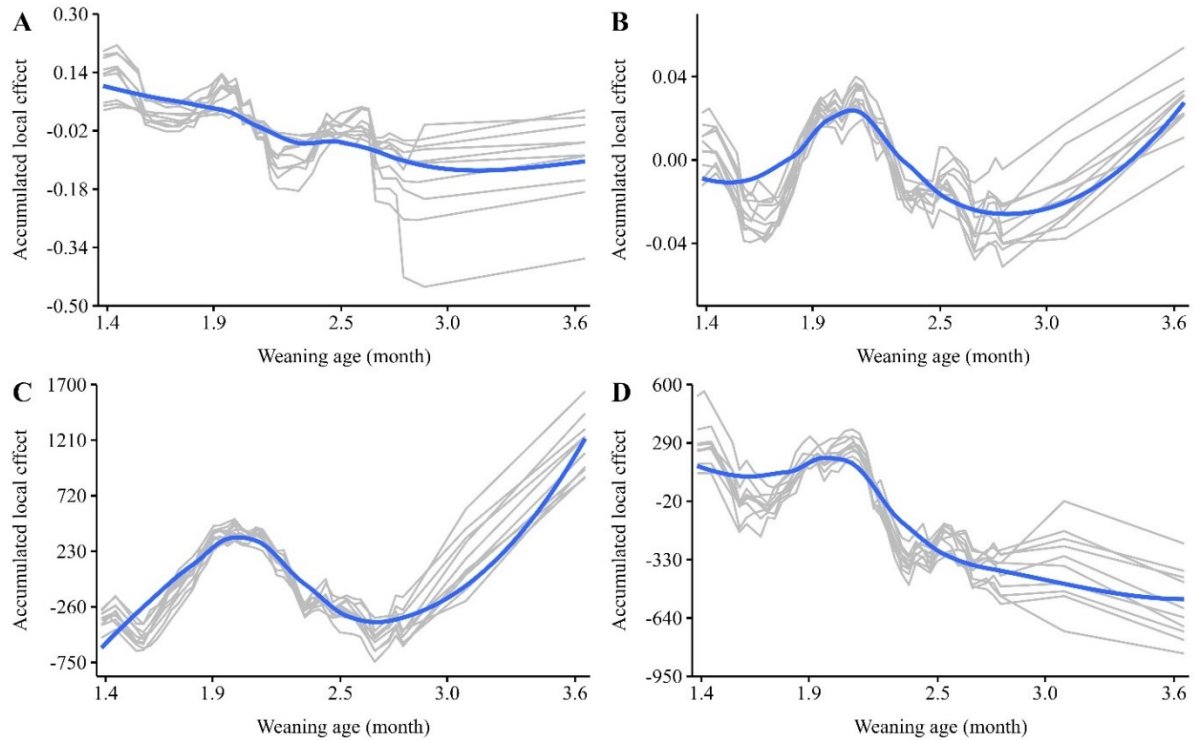 A
Accumulated local effect
0.30
0.14
-0.02
-0.18
-0.34
-0.50
1.4 1.9 2.5 3.0 3.6
Weaning age (month)
B
Accumulated local effect
0.04
0.00
-0.04
1.4 1.9 2.5 3.0 3.6
Weaning age (month)
C
Accumulated local effect
1700
1210
720
230
-260
-750
1.4 1.9 2.5 3.0 3.6
Weaning age (month)
D
Accumulated local effect
600
290
-20
-330
-640
-950
1.4 1.9 2.5 3.0 3.6
Weaning age (month)